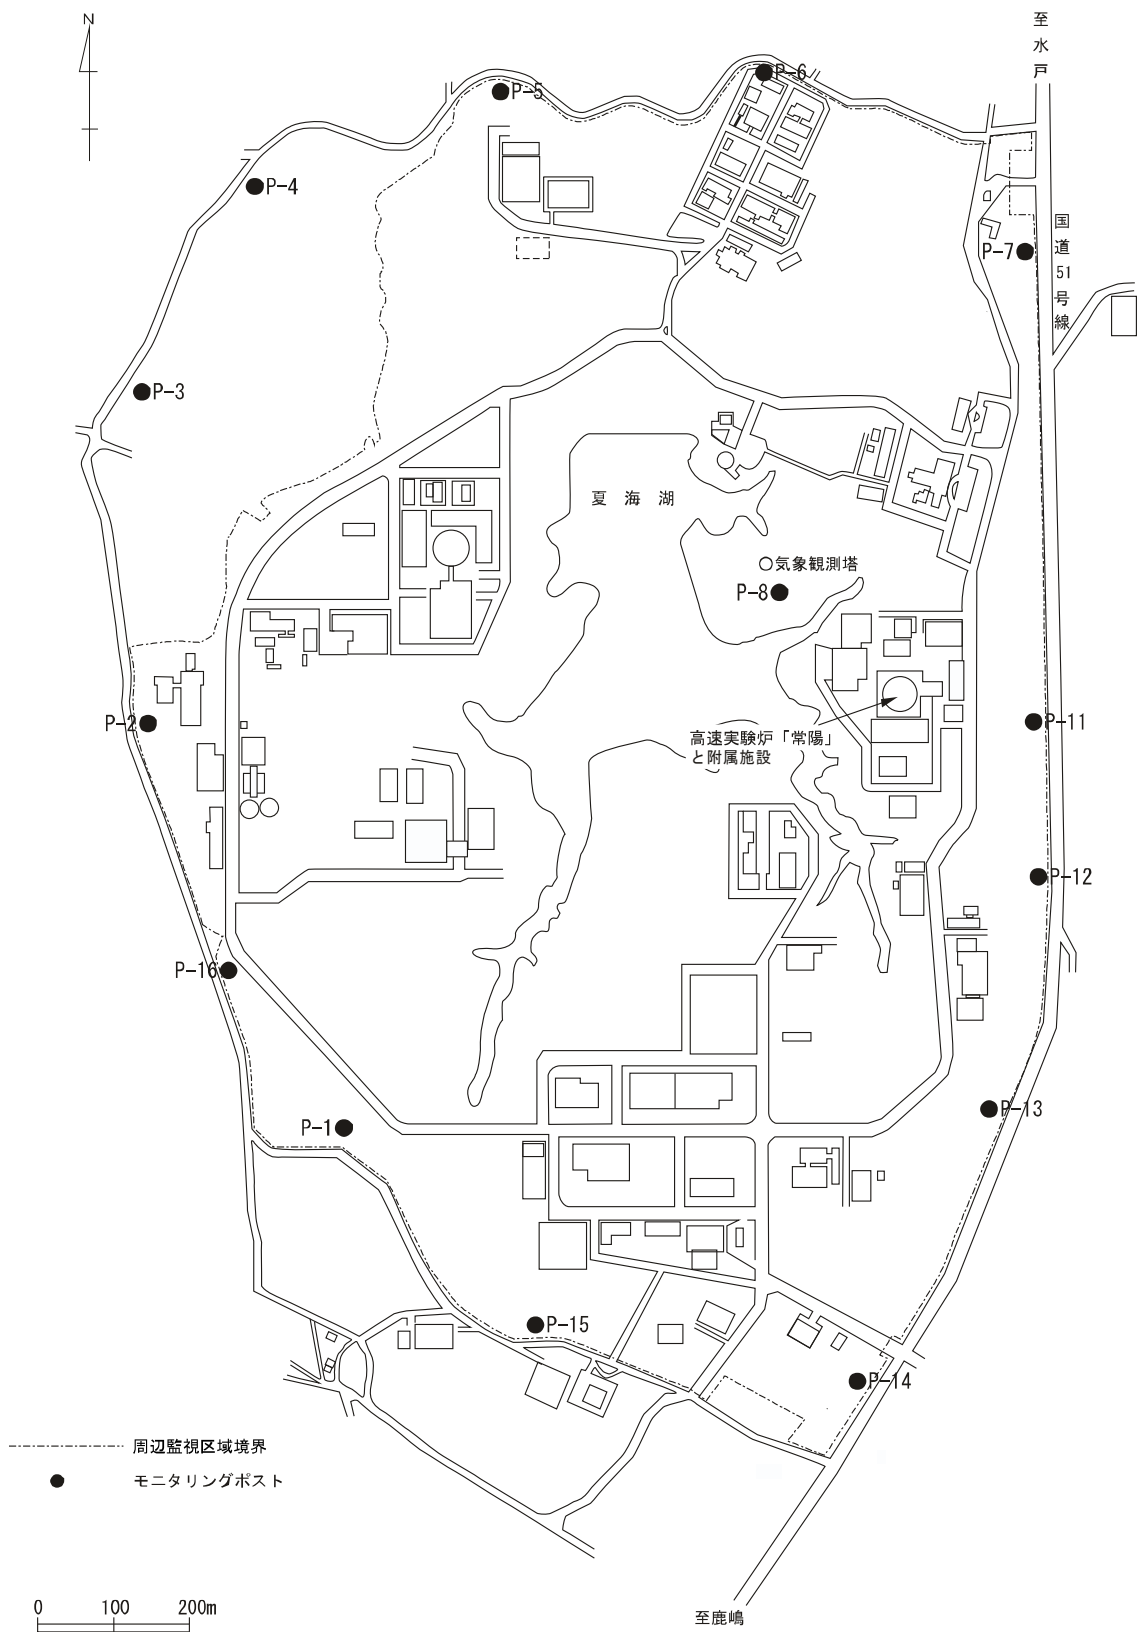 N
至水戸
P-6
P-5
P-4
国道51号線
P-7
P-3
夏海湖
気象観測塔
P-8
P-2
P-11
高速実験炉「常陽」
と附属施設
P-12
P-16
P-13
P-1
P-15
P-14
周辺監視区域境界
モニタリングポスト
0 100 200m
至鹿嶋